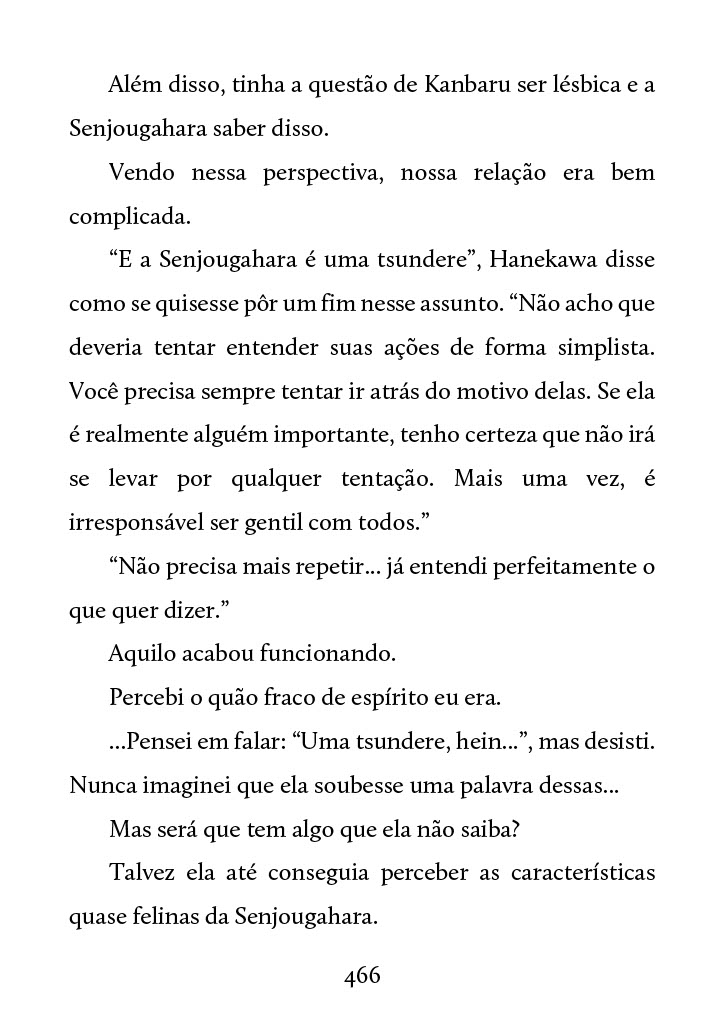 Além disso, tinha a questão de Kanbaru ser lésbica e a
Senjougahara saber disso.
Vendo nessa perspectiva, nossa relação era bem
complicada.
“E a Senjougahara é uma tsundere”, Hanekawa disse
como se quisesse pôr um fim nesse assunto. “Não acho que
deveria tentar entender suas ações de forma simplista.
Você precisa sempre tentar ir atrás do motivo delas. Se ela
é realmente alguém importante, tenho certeza que não irá
se levar por qualquer tentação. Mais uma vez, é
irresponsável ser gentil com todos.”
“Não precisa mais repetir... já entendi perfeitamente o
que quer dizer.”
Aquilo acabou funcionando.
Percebi o quão fraco de espírito eu era.
...Pensei em falar: “Uma tsundere, hein...”, mas desisti.
Nunca imaginei que ela soubesse uma palavra dessas...
Mas será que tem algo que ela não saiba?
Talvez ela até conseguia perceber as características
quase felinas da Senjougahara.
466